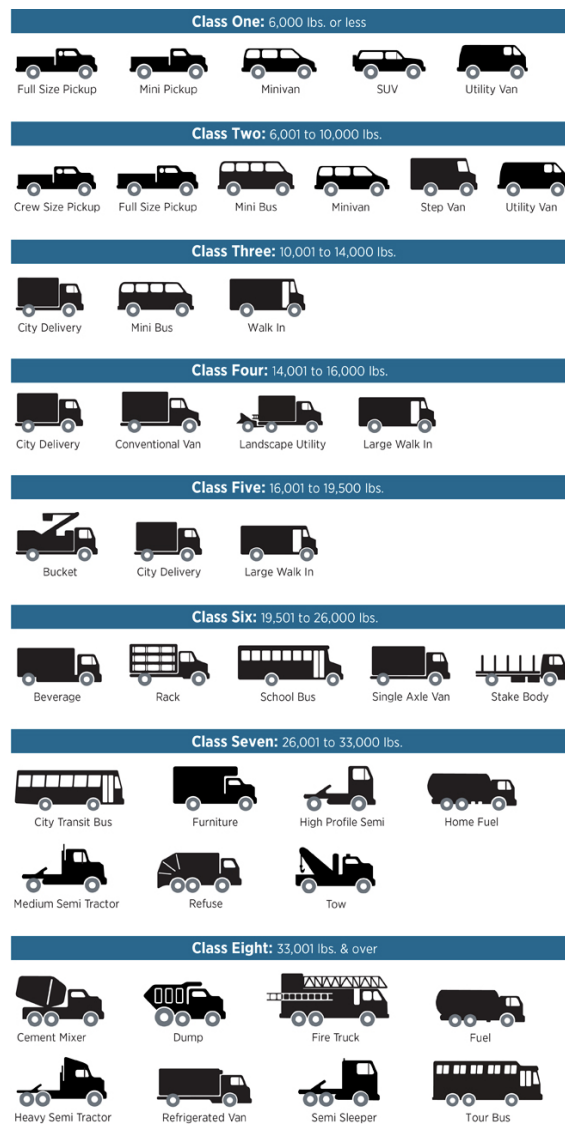 Class One: 6,000 lbs. or less
Full Size Pickup Mini Pickup Minivan SUV Utility Van
Class Two: 6,001 to 10,000 lbs.
Crew Size Pickup Full Size Pickup Mini Bus Minivan Step Van Utility Van
Class Three: 10,001 to 14,000 lbs.
City Delivery Mini Bus Walk In
Class Four: 14,001 to 16,000 lbs.
City Delivery Conventional Van Landscape Utility Large Walk In
Class Five: 16,001 to 19,500 lbs.
Bucket City Delivery Large Walk In
Class Six: 19,501 to 26,000 lbs.
Beverage Rack School Bus Single Axle Van Stake Body
Class Seven: 26,001 to 33,000 lbs.
City Transit Bus Furniture High Profile Semi Home Fuel
Medium Semi Tractor Refuse Tow
Class Eight: 33,001 lbs. & over
Cement Mixer Dump Fire Truck Fuel
Heavy Semi Tractor Refrigerated Van Semi Sleeper Tour Bus